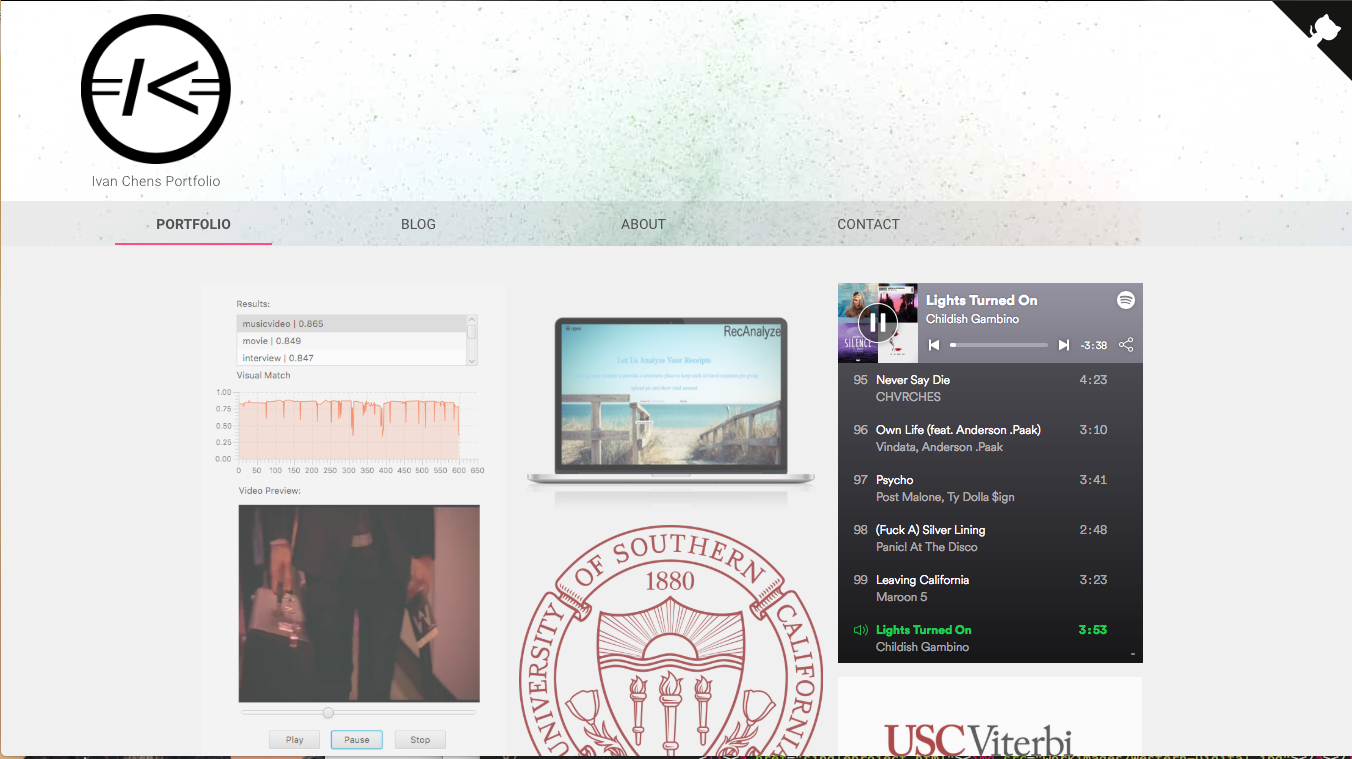 Ivan Chens Portfolio
PORTFOLIO BLOG ABOUT CONTACT
Results:
musicvideo | 0.865
movie | 0.849
interview | 0.847
Visual Match
1.00
0.75
0.50
0.25
0.00
0 50 100 150 200 250 300 350 400 450 500 550 600 650
Video Preview:
Play Pause Stop
RecAnalyze
Let Us Analyze Your Receipts
UNIVERSITY OF SOUTHERN CALIFORNIA
1880
Lights Turned On
Childish Gambino
-3:38
SILENCE
95 Never Say Die 4:23
CHVRCHES
96 Own Life (feat. Anderson .Paak) 3:10
Vindata, Anderson .Paak
97 Psycho 3:41
Post Malone, Ty Dolla $ign
98 (Fuck A) Silver Lining 2:48
Panic! At The Disco
99 Leaving California 3:23
Maroon 5
Lights Turned On 3:53
Childish Gambino
USC Viterbi